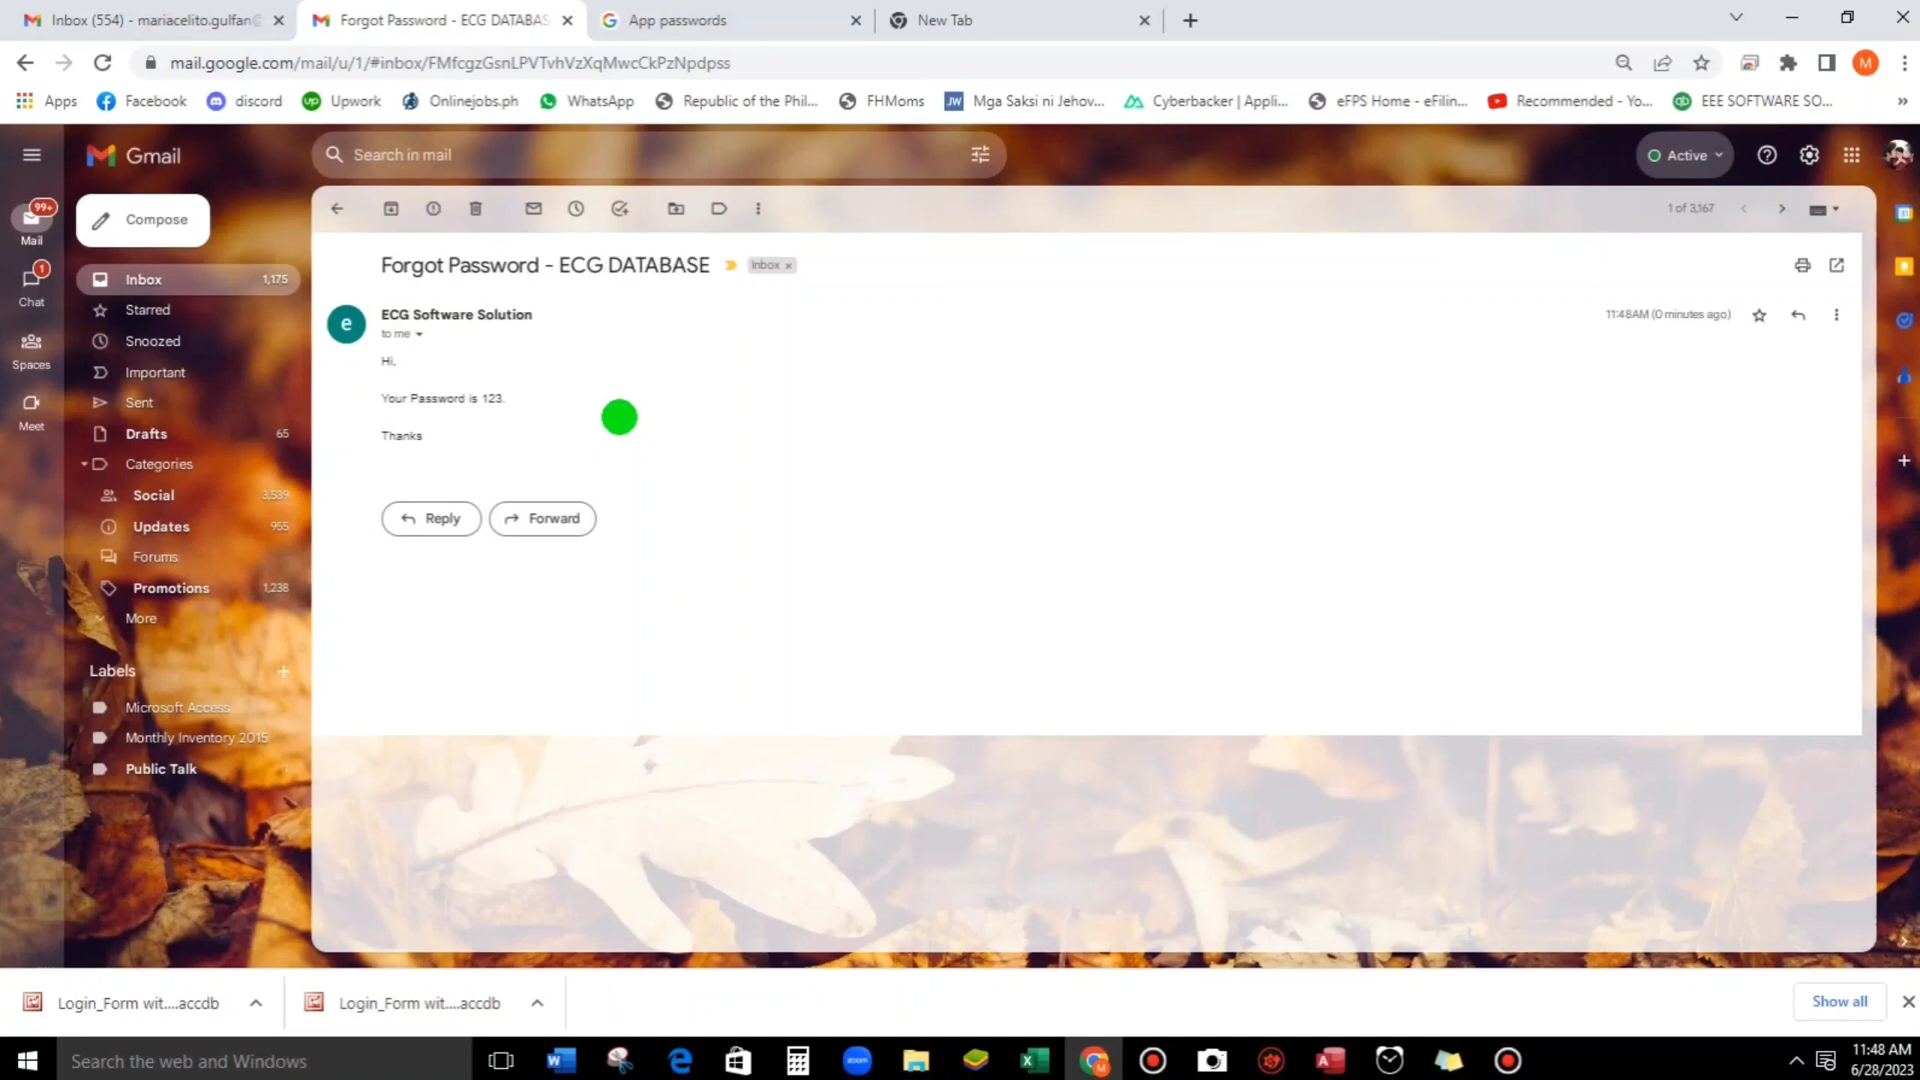 Inbox (554) - mariacelito.gulfan@
Forgot Password - ECG DATABAS
App passwords
New Tab
mail.google.com/mail/u/1/#inbox/FMfcgzGsnLPVTvhVzXqMwcCkPzNpdpss
M
Apps
Facebook
discord
Upwork
Onlinejobs.ph
WhatsApp
Republic of the Phil...
FHMoms
JW
Mga Saksi ni Jehov...
Cyberbacker | Appli...
eFPS Home - eFilin...
Recommended - Yo...
EEE SOFTWARE SO...
»
Gmail
Search in mail
Active
99+
Mail
1
Chat
Spaces
Meet
Compose
Inbox 1,175
Starred
Snoozed
Important
Sent
Drafts 65
Categories
Social 3,539
Updates 955
Forums
Promotions 1,238
More
Labels +
Microsoft Access
Monthly Inventory 2015
Public Talk 1
1 of 3,167
Forgot Password - ECG DATABASE
Inbox x
e
ECG Software Solution
to me
11:48 AM (0 minutes ago)
Hi,
Your Password is 123.
Thanks
Reply
Forward
Login_Form wit....accdb
Login_Form wit....accdb
Show all
Search the web and Windows
zoom
11:48 AM
6/28/2023